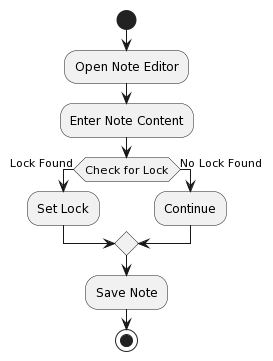 Open Note Editor
Enter Note Content
Lock Found
Check for Lock
No Lock Found
Set Lock
Continue
Save Note